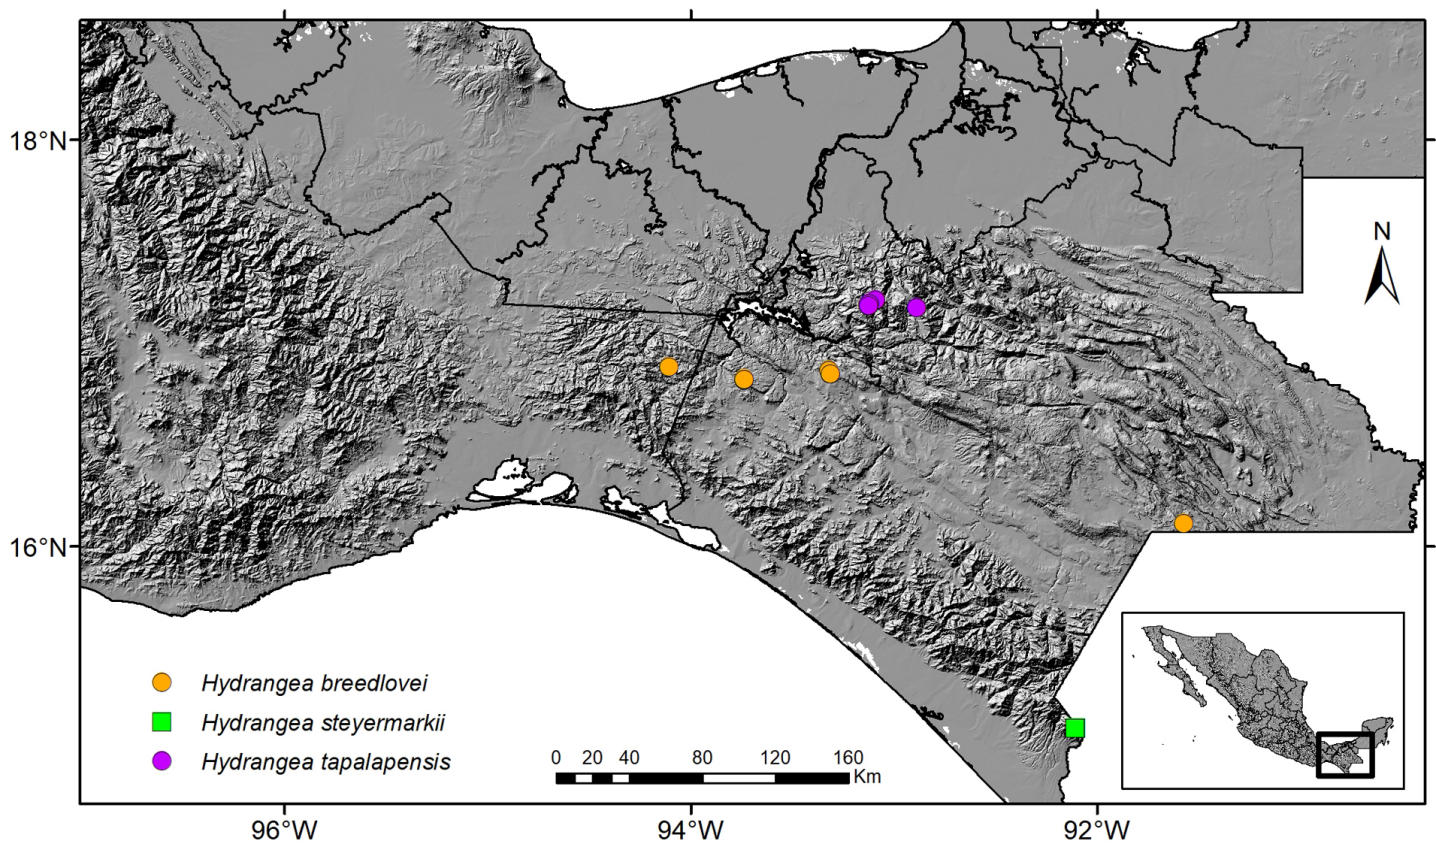 18°N
N
16°N
Hydrangea breedlovei
Hydrangea steyermarkii
Hydrangea tapalapensis
0 20 40 80 120 160
Km
96°W 94°W 92°W